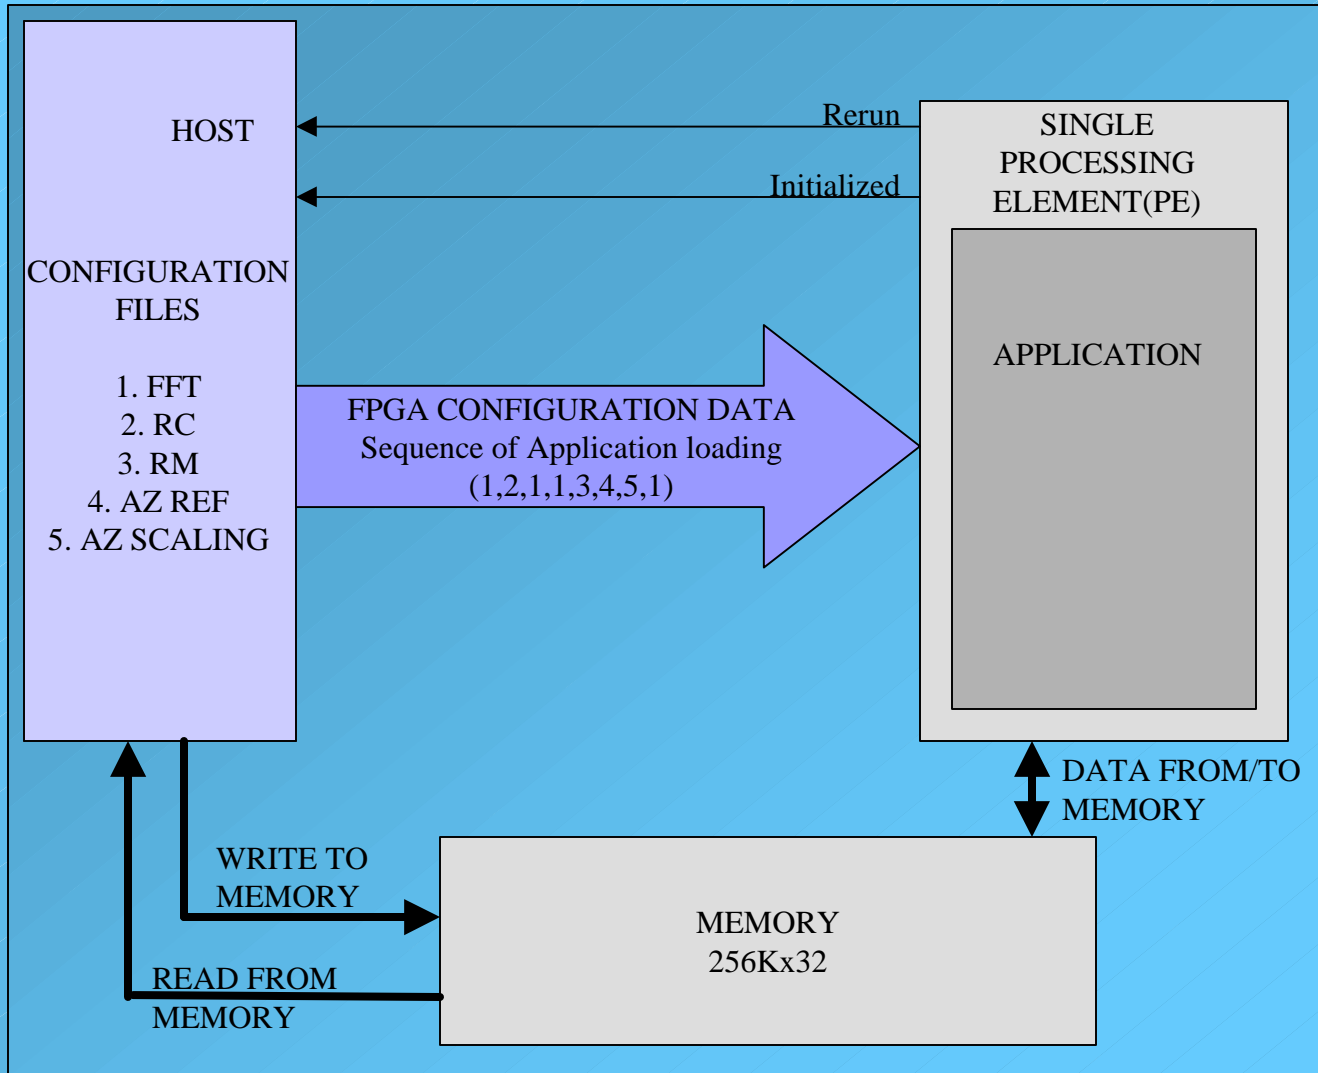 HOST
CONFIGURATION
FILES
1. FFT
2. RC
3. RM
4. AZ REF
5. AZ SCALING
Rerun
Initialized
SINGLE
PROCESSING
ELEMENT(PE)
APPLICATION
FPGA CONFIGURATION DATA
Sequence of Application loading
(1,2,1,1,3,4,5,1)
DATA FROM/TO
MEMORY
WRITE TO
MEMORY
MEMORY
256Kx32
READ FROM
MEMORY